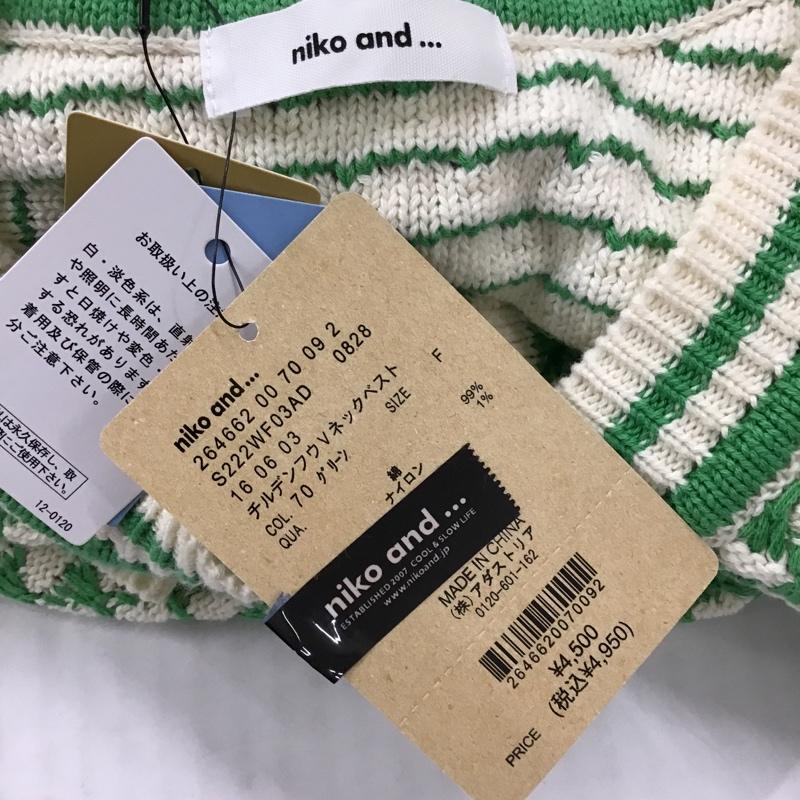 niko and ...
お取扱い上の注
白・淡色系は、直射
や照明に長時間あた
すと日焼けや変色・
する恐れがあります
着用及び保管の際に
分ご注意下さい。
は永久保存し、取
にご使用下さい。
12-0120
niko and ...
264662 00 70 09 2
S222WF03AD 0828
16 06 03
チルデンフウVネックベスト
COL. 70 グリーン SIZE F
QUA. 綿 99%
ナイロン 1%
niko and ...
ESTABLISHED 2007 COOL & SLOW LIFE
www.nikoand.jp
MADE IN CHINA
(株)アダストリア
0120-601-162
2646620070092
¥4,500
PRICE (税込¥4,950)